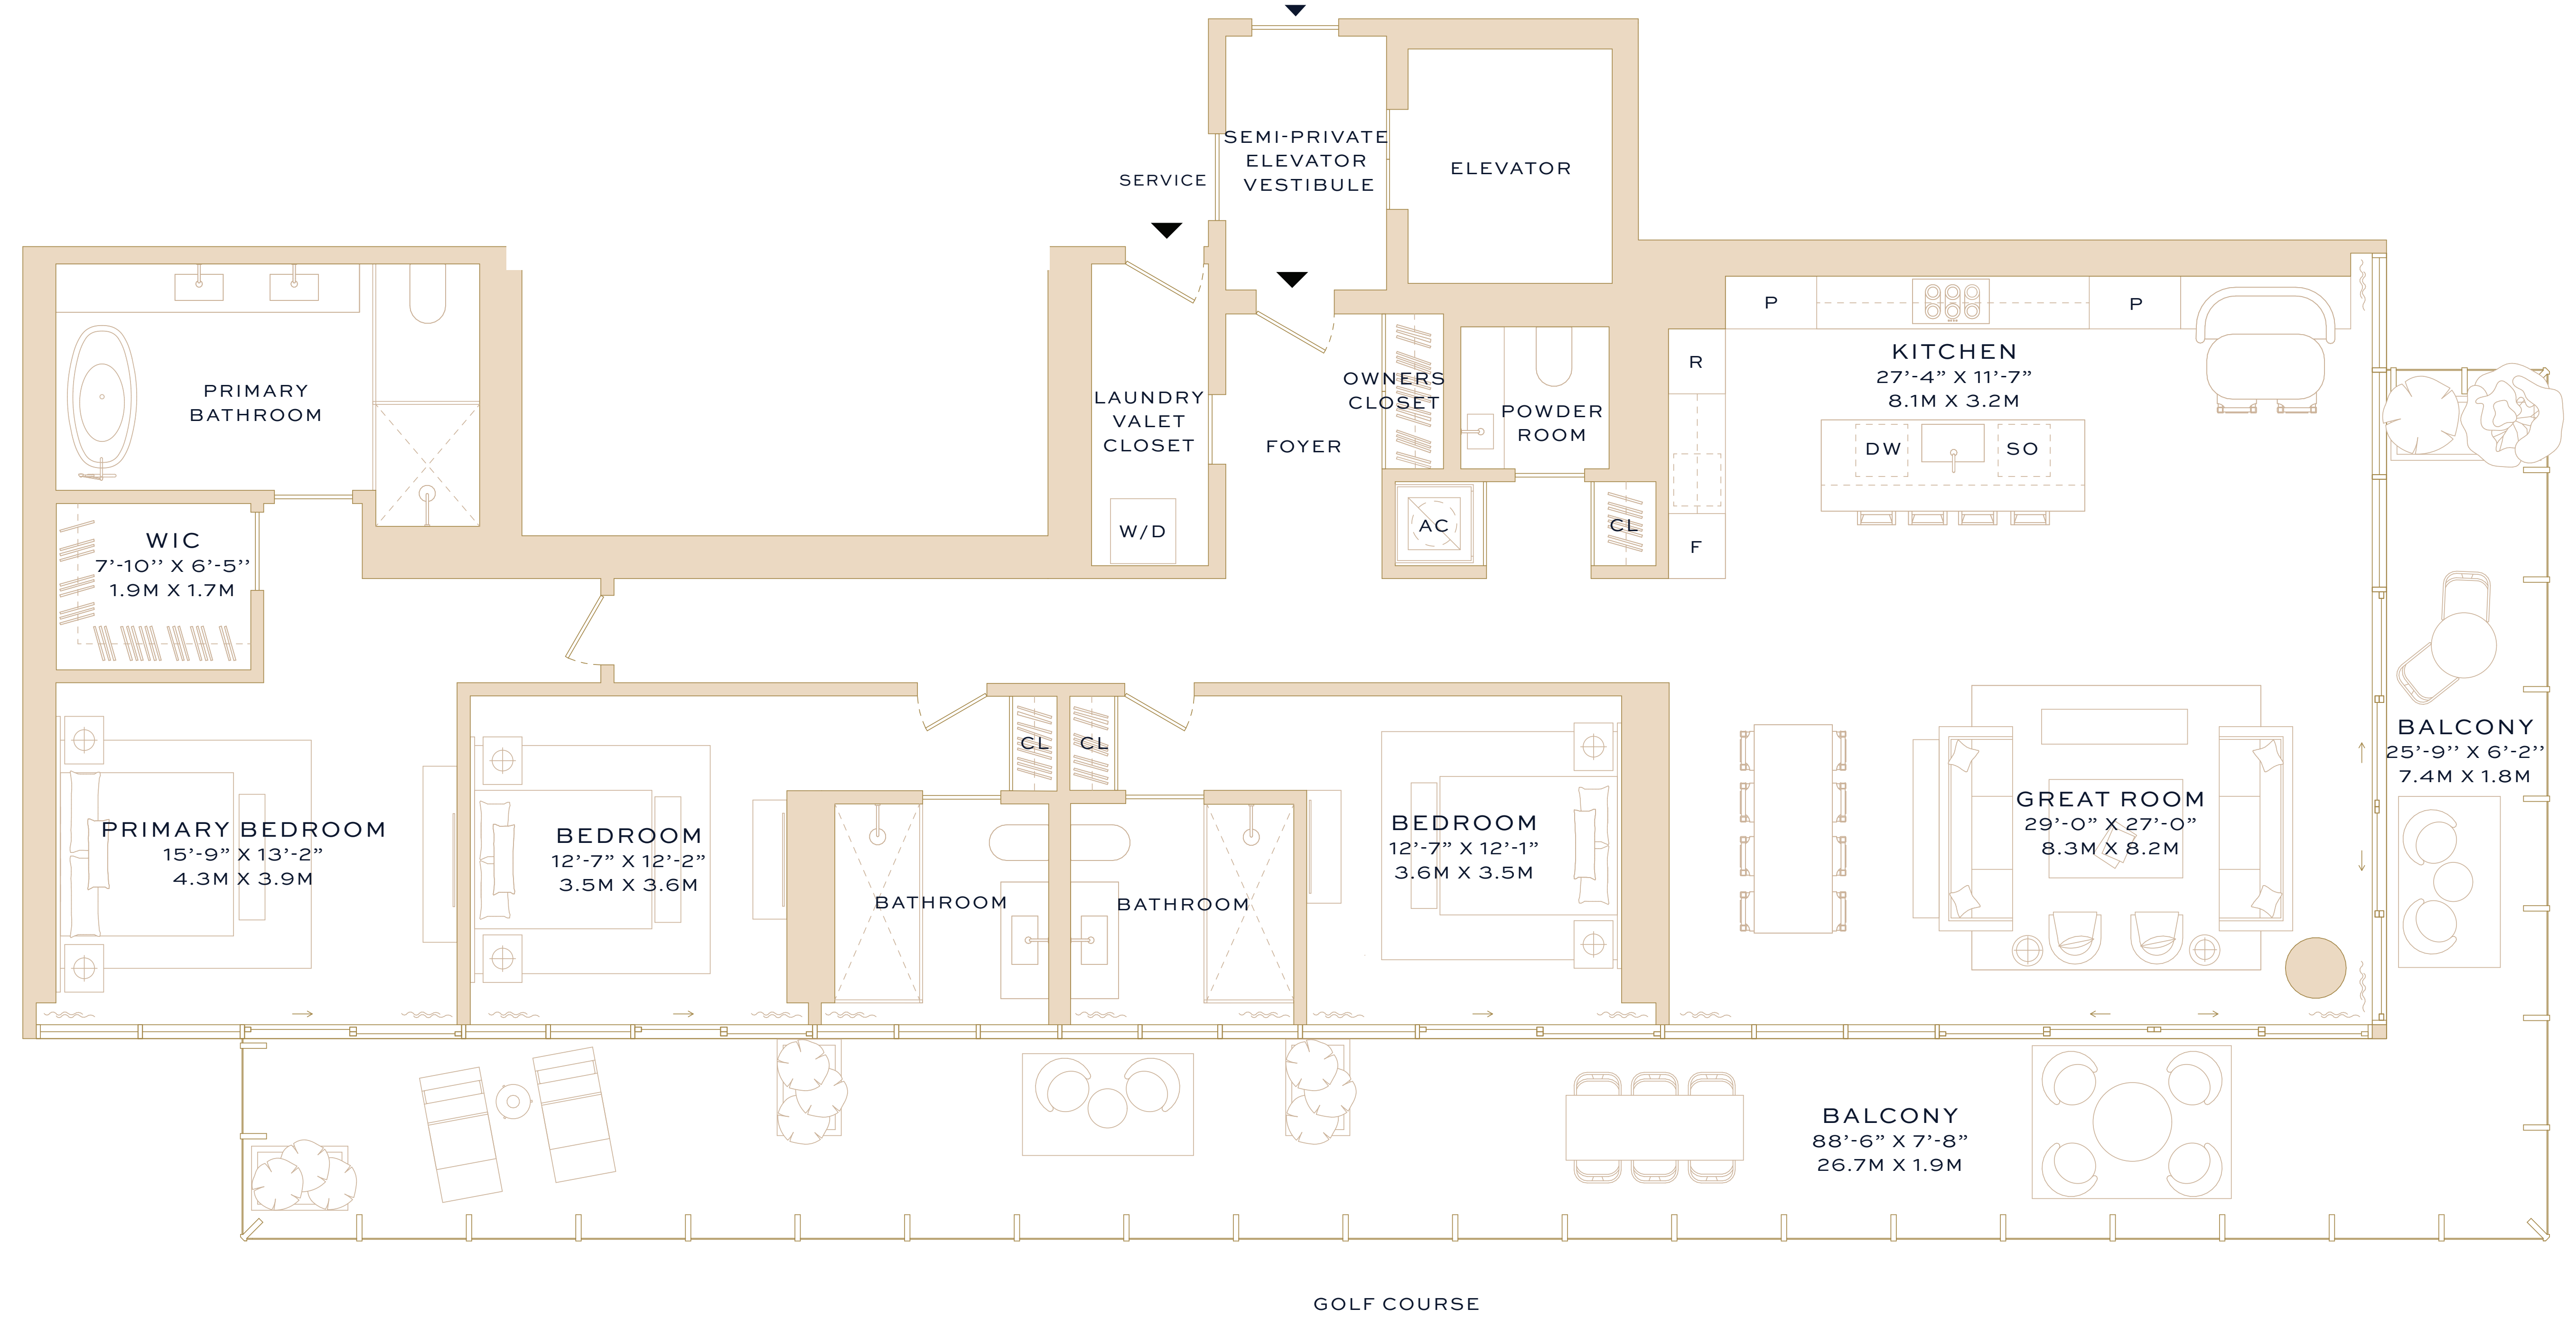 SEMI-PRIVATE
ELEVATOR
VESTIBULE
ELEVATOR
SERVICE
P
P
R
KITCHEN
27’-4” X 11’-7”
8.1M X 3.2M
PRIMARY
BATHROOM
LAUNDRY
VALET
CLOSET
OWNERS
CLOSET
POWDER
ROOM
FOYER
DW
SO
W/D
AC
CL
F
WIC
7’-10’’ X 6’-5’’
1.9M X 1.7M
CL
CL
BALCONY
25’-9’’ X 6’-2’’
7.4M X 1.8M
PRIMARY BEDROOM
15’-9” X 13’-2”
4.3M X 3.9M
BEDROOM
12’-7” X 12’-2”
3.5M X 3.6M
BATHROOM
BATHROOM
BEDROOM
12’-7” X 12’-1”
3.6M X 3.5M
GREAT ROOM
29’-0” X 27’-0”
8.3M X 8.2M
BALCONY
88’-6” X 7’-8”
26.7M X 1.9M
GOLF COURSE